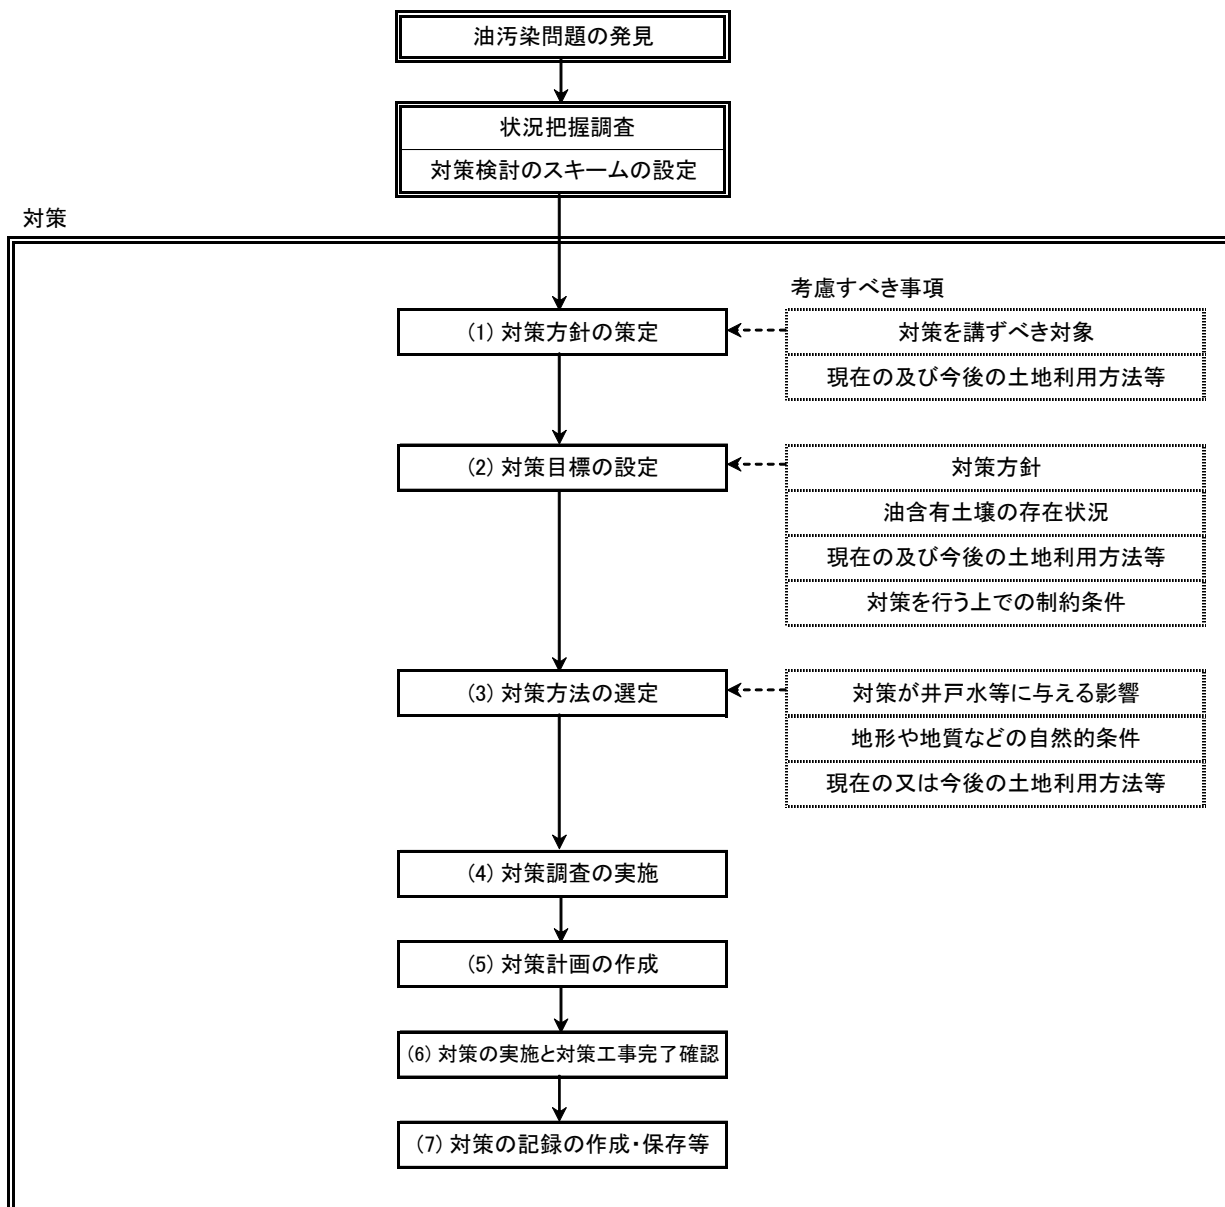 油汚染問題の発見
状況把握調査
対策検討のスキームの設定
対策
考慮すべき事項
(1) 対策方針の策定
対策を講ずべき対象
現在の及び今後の土地利用方法等
(2) 対策目標の設定
対策方針
油含有土壌の存在状況
現在の及び今後の土地利用方法等
対策を行う上での制約条件
(3) 対策方法の選定
対策が井戸水等に与える影響
地形や地質などの自然的条件
現在の又は今後の土地利用方法等
(4) 対策調査の実施
(5) 対策計画の作成
(6) 対策の実施と対策工事完了確認
(7) 対策の記録の作成・保存等